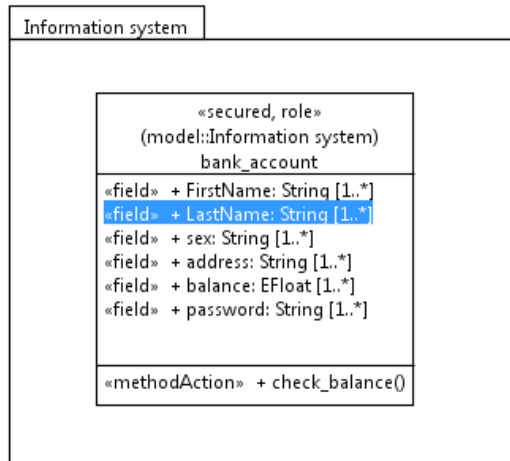 Information system
«secured, role»
(model::Information system)
bank_account
«field» + FirstName: String [1..*]
«field» + LastName: String [1..*]
«field» + sex: String [1..*]
«field» + address: String [1..*]
«field» + balance: EFloat [1..*]
«field» + password: String [1..*]
«methodAction» + check_balance()